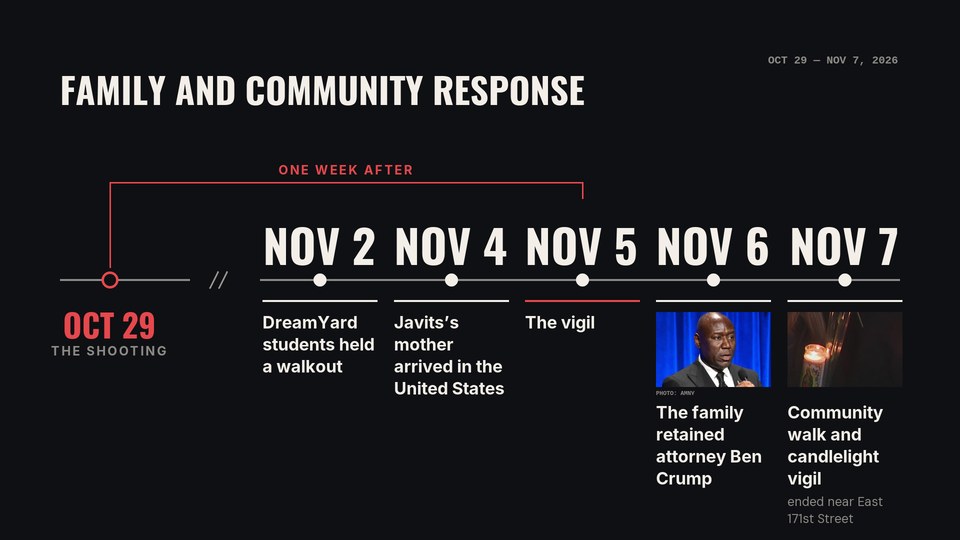 OCT 29 — NOV 7, 2026
FAMILY AND COMMUNITY RESPONSE
ONE WEEK AFTER
OCT 29
THE SHOOTING
//
NOV 2
DreamYard
students held
a walkout
NOV 4
Javits’s
mother
arrived in the
United States
NOV 5
The vigil
NOV 6
PHOTO: AMNY
The family
retained
attorney Ben
Crump
NOV 7
Community
walk and
candlelight
vigil
ended near East
171st Street